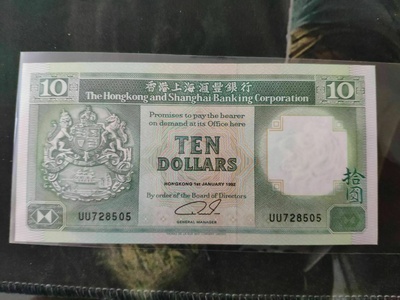 10 香港上海滙豐銀行 10
The Hongkong and Shanghai Banking Corporation
Promises to pay the bearer
on demand at its Office here
TEN
DOLLARS
拾圓
HONGKONG 1ST JANUARY 1992
By order of the Board of Directors
GENERAL MANAGER
UU728505 UU728505